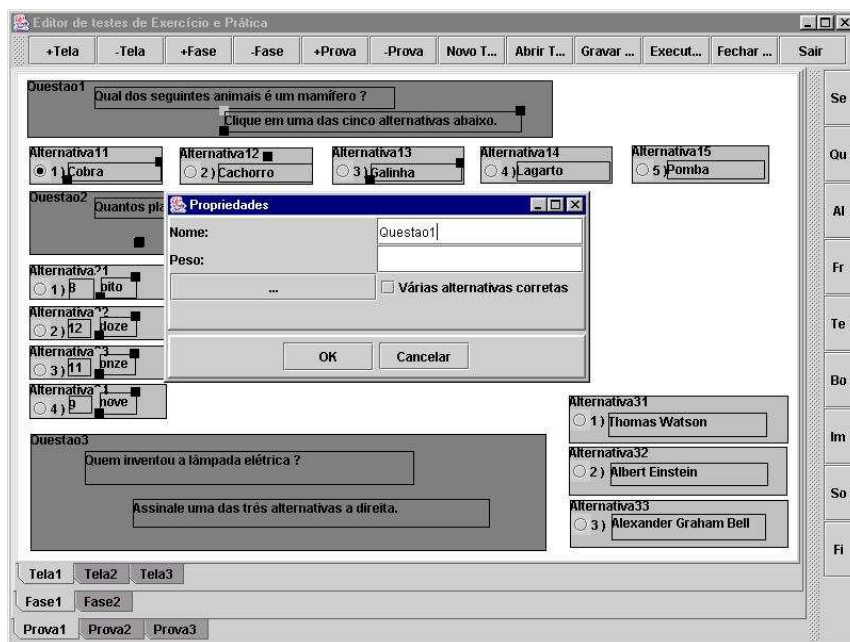 Editor de testes de Exercício e Prática
+Tela -Tela +Fase -Fase +Prova -Prova Novo T... Abrir T... Gravar ... Execut... Fechar ... Sair
Questao1
Qual dos seguintes animais é um mamífero ?
Clique em uma das cinco alternativas abaixo.
Alternativa11 Alternativa12 Alternativa13 Alternativa14 Alternativa15
1 ) Cobra 2 ) Cachorro 3 ) Galinha 4 ) Lagarto 5 ) Pomba
Questao2
Quantos pla
Propriedades
Nome: Questao1
Peso:
... Várias alternativas corretas
OK Cancelar
Alternativa21
1 ) 8 oito
Alternativa22
2 ) 12 doze
Alternativa23
3 ) 11 onze
Alternativa24
4 ) 9 nove
Questao3
Quem inventou a lâmpada elétrica ?
Assinale uma das três alternativas a direita.
Alternativa31
1 ) Thomas Watson
Alternativa32
2 ) Albert Einstein
Alternativa33
3 ) Alexander Graham Bell
Se
Qu
Al
Fr
Te
Bo
Im
So
Fi
Tela1 Tela2 Tela3
Fase1 Fase2
Prova1 Prova2 Prova3